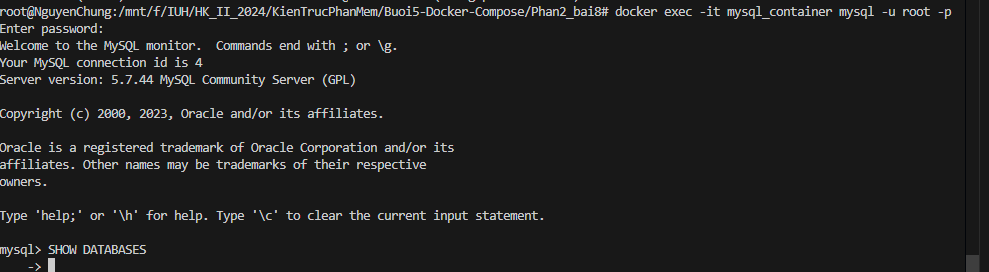 root@NguyenChung:/mnt/f/IUH/HK_II_2024/KienTrucPhanMem/Buoi5-Docker-Compose/Phan2_bai8# docker exec -it mysql_container mysql -u root -p
Enter password:
Welcome to the MySQL monitor.  Commands end with ; or \g.
Your MySQL connection id is 4
Server version: 5.7.44 MySQL Community Server (GPL)

Copyright (c) 2000, 2023, Oracle and/or its affiliates.

Oracle is a registered trademark of Oracle Corporation and/or its
affiliates. Other names may be trademarks of their respective
owners.

Type 'help;' or '\h' for help. Type '\c' to clear the current input statement.

mysql> SHOW DATABASES
    ->